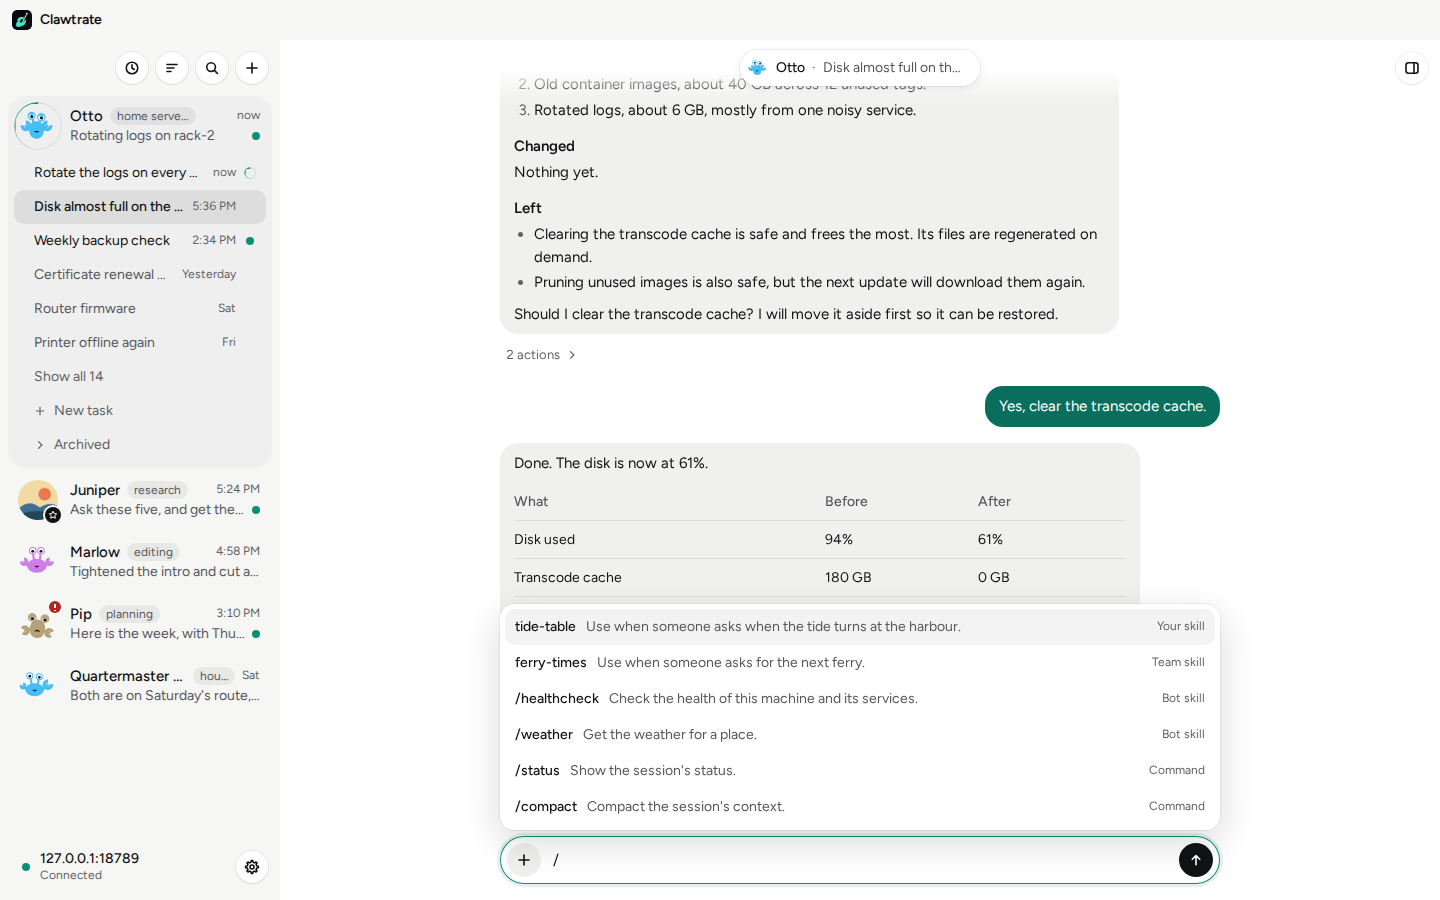 Clawtrate
Otto home serve... now
Rotating logs on rack-2
Rotate the logs on every ... now
Disk almost full on the ... 5:36 PM
Weekly backup check 2:34 PM
Certificate renewal ... Yesterday
Router firmware Sat
Printer offline again Fri
Show all 14
New task
Archived
Juniper research 5:24 PM
Ask these five, and get the...
Marlow editing 4:58 PM
Tightened the intro and cut a...
Pip planning 3:10 PM
Here is the week, with Thu...
Quartermaster ... hou... Sat
Both are on Saturday's route,...
127.0.0.1:18789
Connected
Otto · Disk almost full on th...
2. Old container images, about 40 GB across 12 unused tags.
3. Rotated logs, about 6 GB, mostly from one noisy service.
Changed
Nothing yet.
Left
• Clearing the transcode cache is safe and frees the most. Its files are regenerated on
demand.
• Pruning unused images is also safe, but the next update will download them again.
Should I clear the transcode cache? I will move it aside first so it can be restored.
2 actions
Yes, clear the transcode cache.
Done. The disk is now at 61%.
What Before After
Disk used 94% 61%
Transcode cache 180 GB 0 GB
tide-table Use when someone asks when the tide turns at the harbour. Your skill
ferry-times Use when someone asks for the next ferry. Team skill
/healthcheck Check the health of this machine and its services. Bot skill
/weather Get the weather for a place. Bot skill
/status Show the session's status. Command
/compact Compact the session's context. Command
/